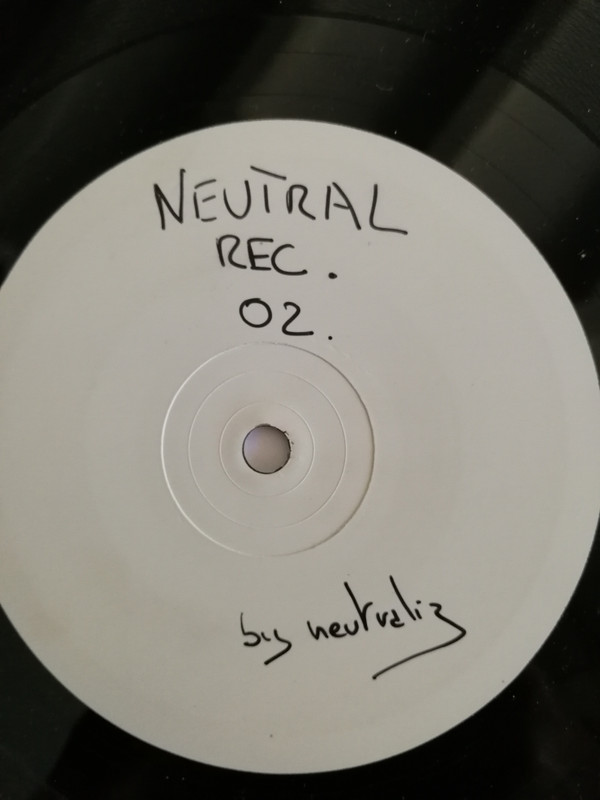 NEUTRAL
REC.
02.
by neutraliz